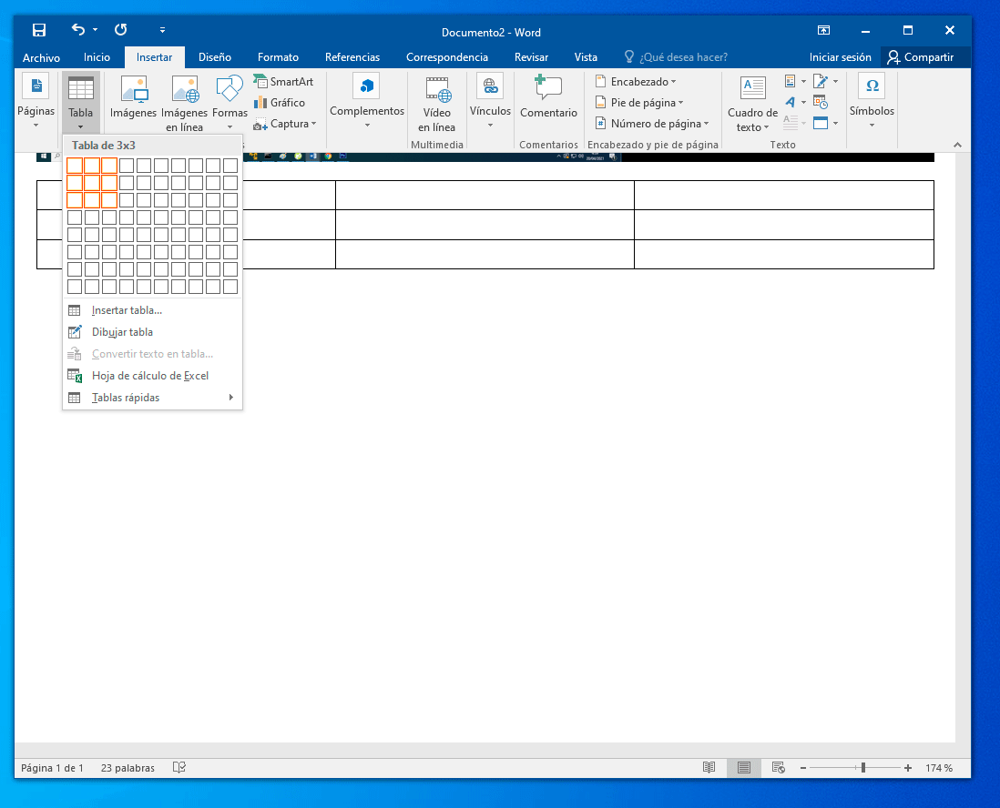 Documento2 - Word
Archivo Inicio Insertar Diseño Formato Referencias Correspondencia Revisar Vista ¿Qué desea hacer? Iniciar sesión Compartir
Páginas
Tabla
Imágenes
Imágenes
en línea
Formas
SmartArt
Gráfico
Captura
Complementos
Vídeo
en línea
Multimedia
Vínculos
Comentario
Comentarios
Encabezado
Pie de página
Número de página
Encabezado y pie de página
Cuadro de
texto
Texto
Símbolos
Tabla de 3x3
Insertar tabla...
Dibujar tabla
Convertir texto en tabla...
Hoja de cálculo de Excel
Tablas rápidas
Página 1 de 1 23 palabras 174 %